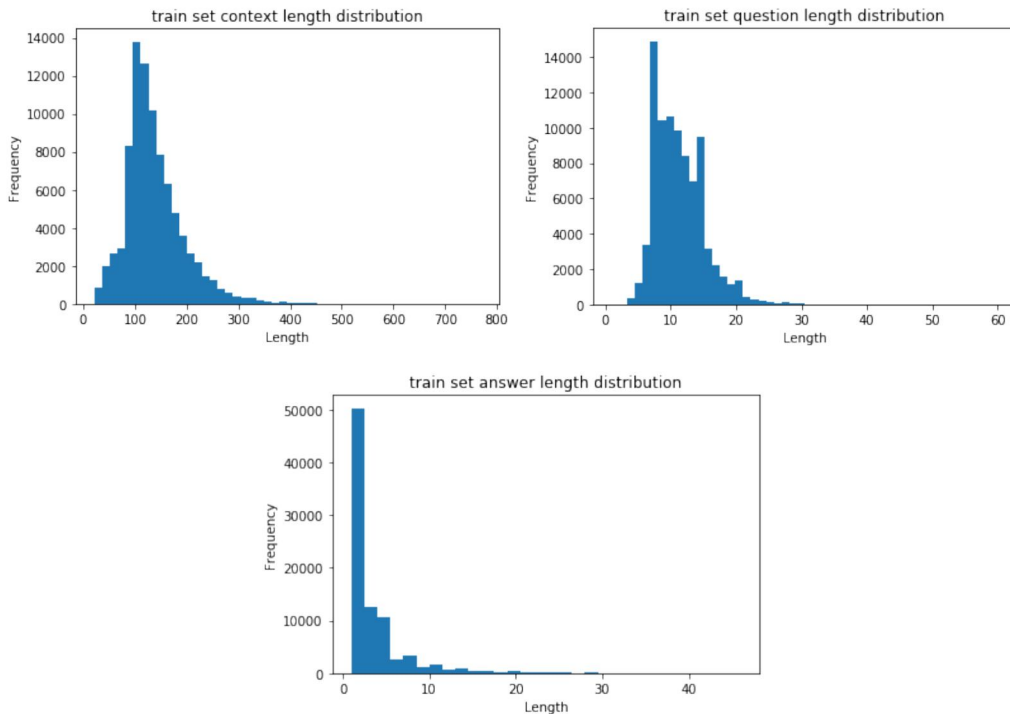 train set context length distribution
14000
12000
10000
8000
6000
4000
2000
0
Frequency
0 100 200 300 400 500 600 700 800
Length
train set question length distribution
14000
12000
10000
8000
6000
4000
2000
0
Frequency
0 10 20 30 40 50 60
Length
train set answer length distribution
50000
40000
30000
20000
10000
0
Frequency
0 10 20 30 40
Length